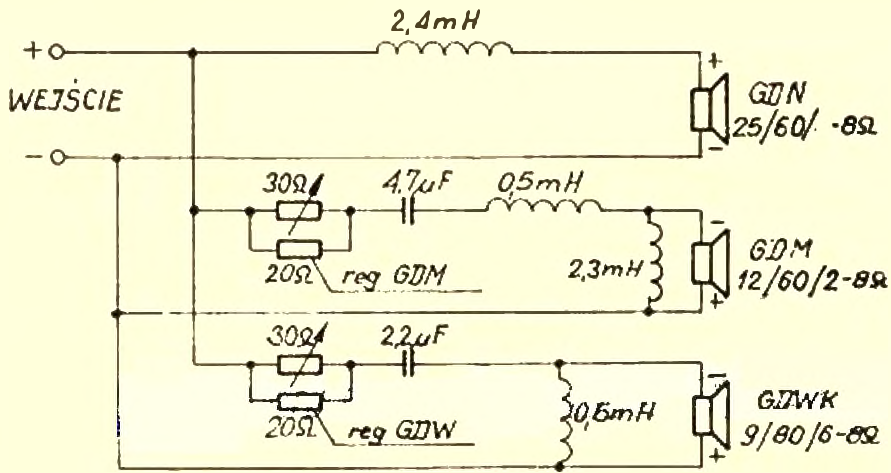 2,4mH
+
WEJŚCIE
-
+
GDN
25/60/ -8Ω
-
30Ω
4.7µF
0,5mH
20Ω
reg GDM
2,3mH
-
GDM
12/60/2-8Ω
+
30Ω
2,2µF
20Ω
reg GDW
0,6mH
-
GDWK
9/80/6-8Ω
+